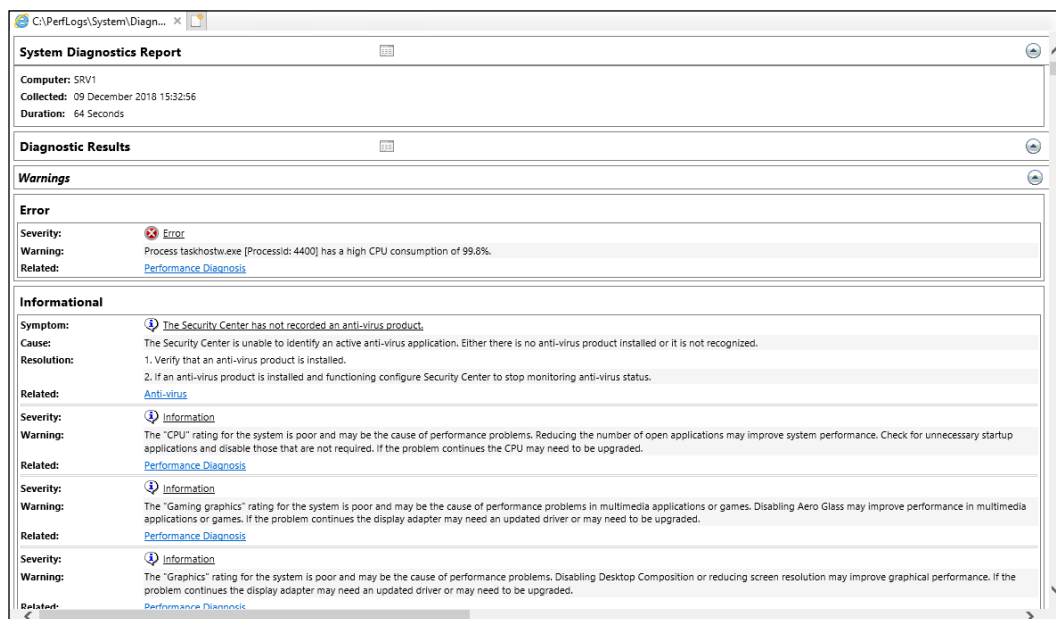 C:\PerfLogs\System\Diagn...
System Diagnostics Report
Computer: SRV1
Collected: 09 December 2018 15:32:56
Duration: 64 Seconds
Diagnostic Results
Warnings
Error
Severity: Error
Warning: Process taskhostw.exe [ProcessId: 4400] has a high CPU consumption of 99.8%.
Related: Performance Diagnosis
Informational
Symptom: The Security Center has not recorded an anti-virus product.
Cause: The Security Center is unable to identify an active anti-virus application. Either there is no anti-virus product installed or it is not recognized.
Resolution: 1. Verify that an anti-virus product is installed.
2. If an anti-virus product is installed and functioning configure Security Center to stop monitoring anti-virus status.
Related: Anti-virus
Severity: Information
Warning: The "CPU" rating for the system is poor and may be the cause of performance problems. Reducing the number of open applications may improve system performance. Check for unnecessary startup
applications and disable those that are not required. If the problem continues the CPU may need to be upgraded.
Related: Performance Diagnosis
Severity: Information
Warning: The "Gaming graphics" rating for the system is poor and may be the cause of performance problems in multimedia applications or games. Disabling Aero Glass may improve performance in multimedia
applications or games. If the problem continues the display adapter may need an updated driver or may need to be upgraded.
Related: Performance Diagnosis
Severity: Information
Warning: The "Graphics" rating for the system is poor and may be the cause of performance problems. Disabling Desktop Composition or reducing screen resolution may improve graphical performance. If the
problem continues the display adapter may need an updated driver or may need to be upgraded.
Related: Performance Diagnosis